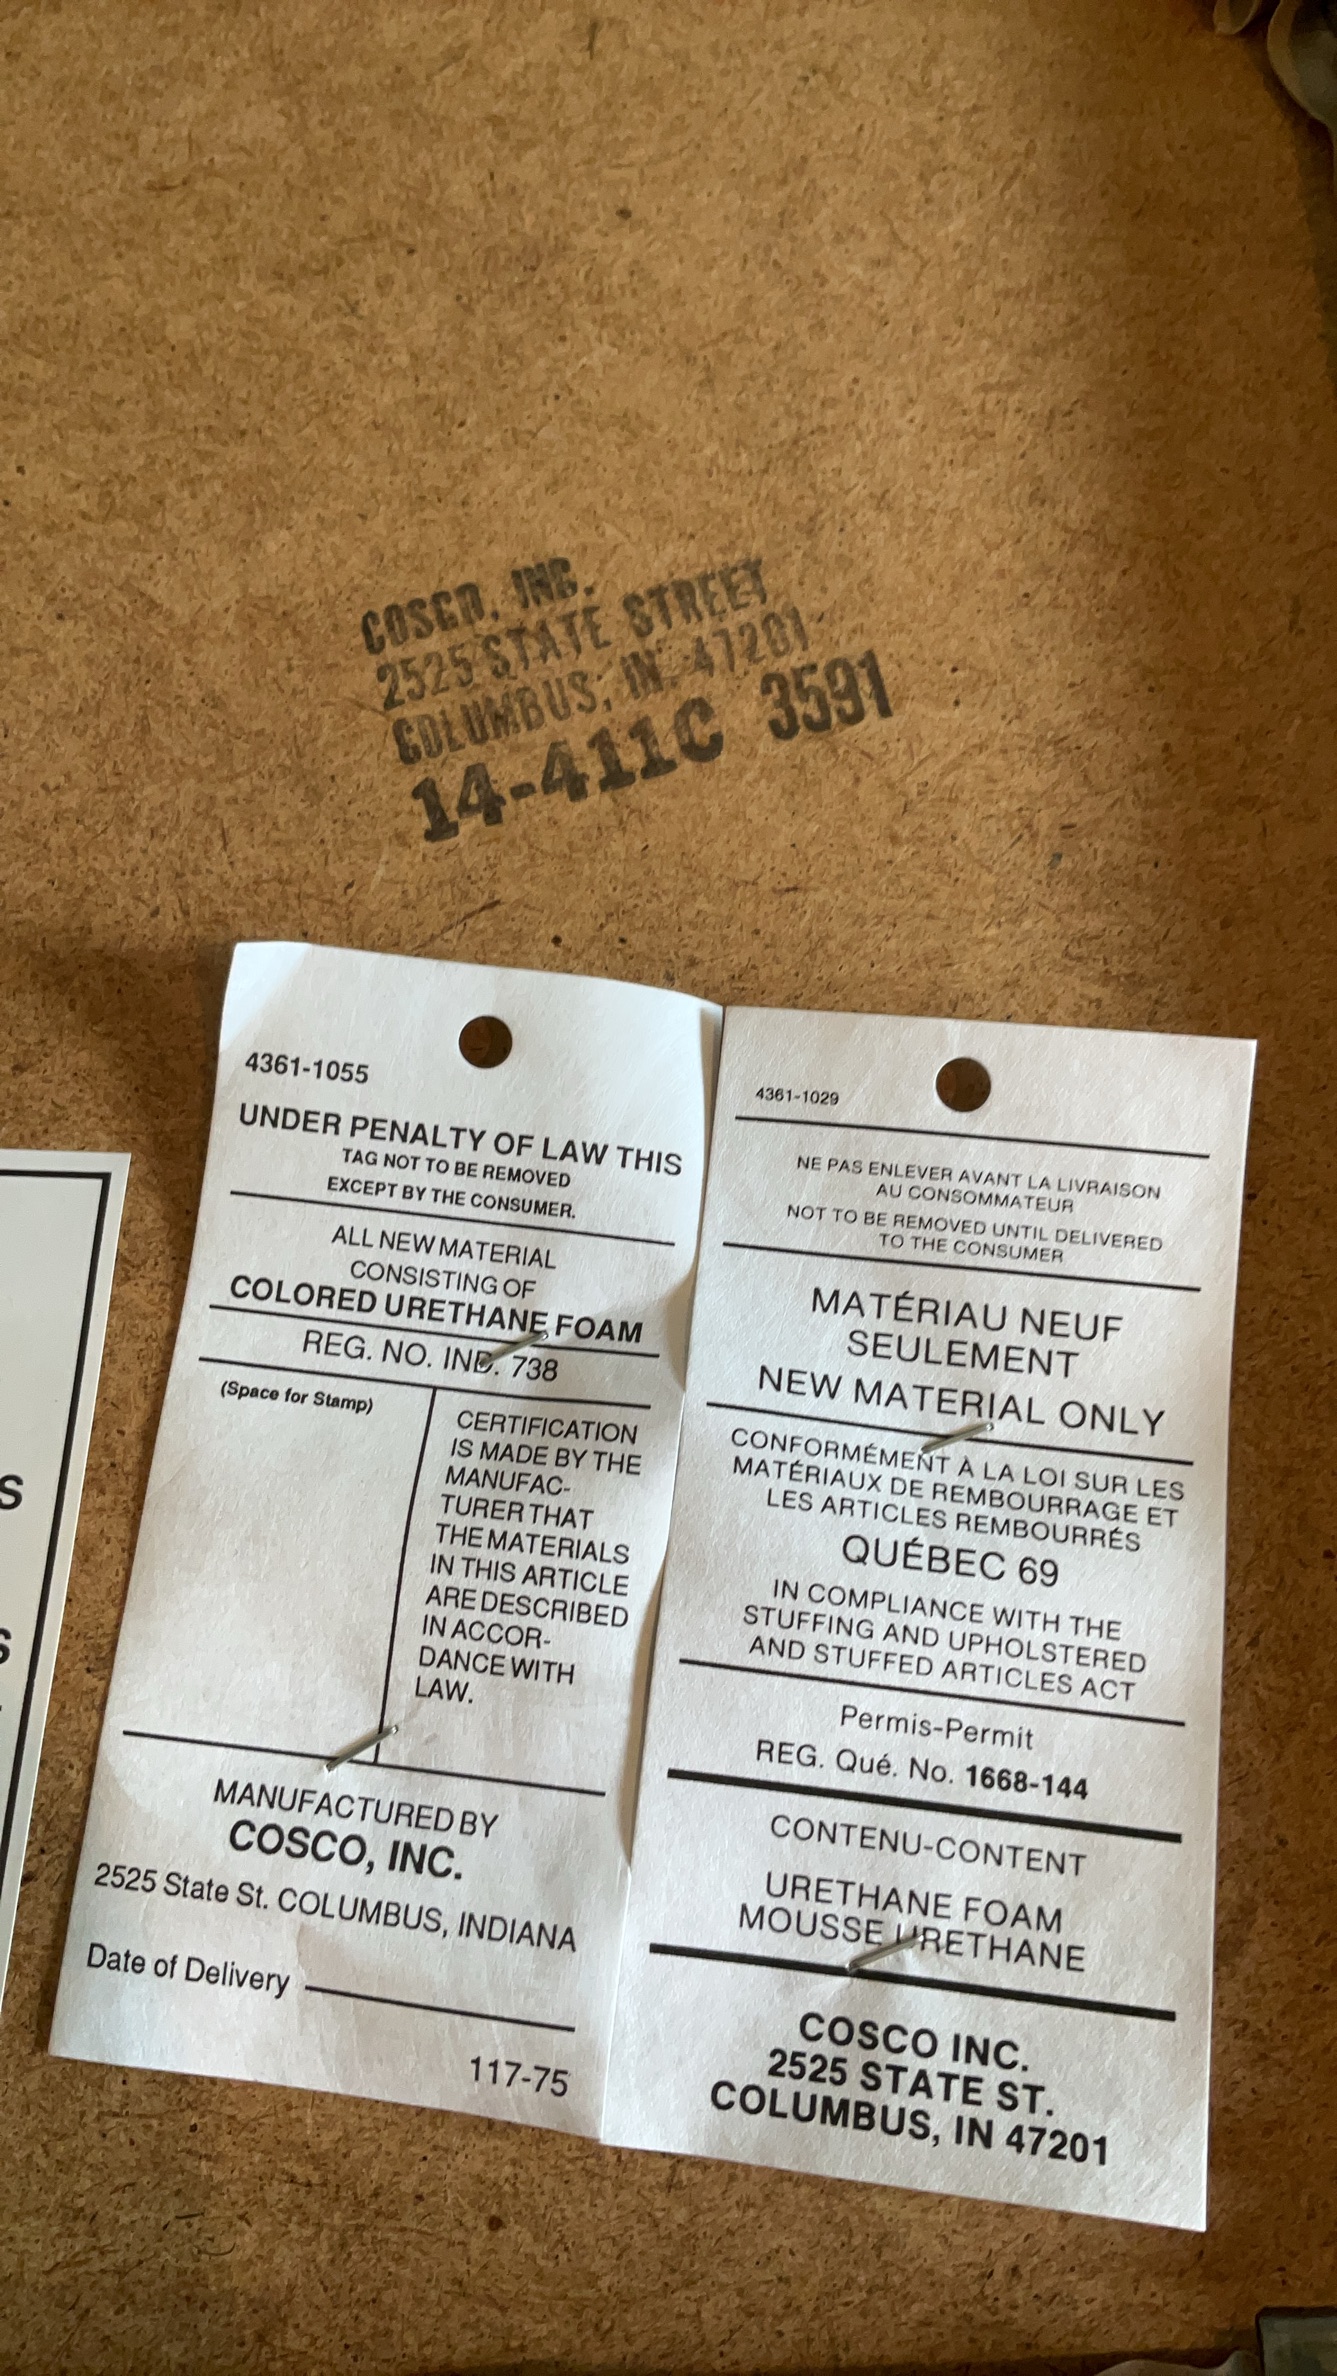 COSCO, INC.
2525 STATE STREET
COLUMBUS, IN. 47201
14-411C 3591
4361-1055
UNDER PENALTY OF LAW THIS
TAG NOT TO BE REMOVED
EXCEPT BY THE CONSUMER.
ALL NEW MATERIAL
CONSISTING OF
COLORED URETHANE FOAM
REG. NO. IND. 738
(Space for Stamp)
CERTIFICATION
IS MADE BY THE
MANUFAC-
TURER THAT
THE MATERIALS
IN THIS ARTICLE
ARE DESCRIBED
IN ACCOR-
DANCE WITH
LAW.
MANUFACTURED BY
COSCO, INC.
2525 State St. COLUMBUS, INDIANA
Date of Delivery
117-75
4361-1029
NE PAS ENLEVER AVANT LA LIVRAISON
AU CONSOMMATEUR
NOT TO BE REMOVED UNTIL DELIVERED
TO THE CONSUMER
MATÉRIAU NEUF
SEULEMENT
NEW MATERIAL ONLY
CONFORMÉMENT À LA LOI SUR LES
MATÉRIAUX DE REMBOURRAGE ET
LES ARTICLES REMBOURRÉS
QUÉBEC 69
IN COMPLIANCE WITH THE
STUFFING AND UPHOLSTERED
AND STUFFED ARTICLES ACT
Permis-Permit
REG. Qué. No. 1668-144
CONTENU-CONTENT
URETHANE FOAM
MOUSSE URETHANE
COSCO INC.
2525 STATE ST.
COLUMBUS, IN 47201